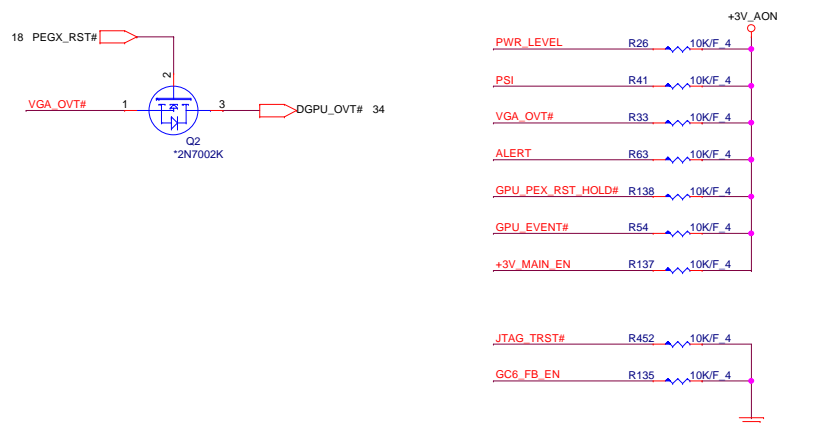 18 PEGX_RST#
2
VGA_OVT# 1 3 DGPU_OVT# 34
Q2
*2N7002K
+3V_AON
PWR_LEVEL R26 10K/F_4
PSI R41 10K/F_4
VGA_OVT# R33 10K/F_4
ALERT R63 10K/F_4
GPU_PEX_RST_HOLD# R138 10K/F_4
GPU_EVENT# R54 10K/F_4
+3V_MAIN_EN R137 10K/F_4
JTAG_TRST# R452 10K/F_4
GC6_FB_EN R135 10K/F_4